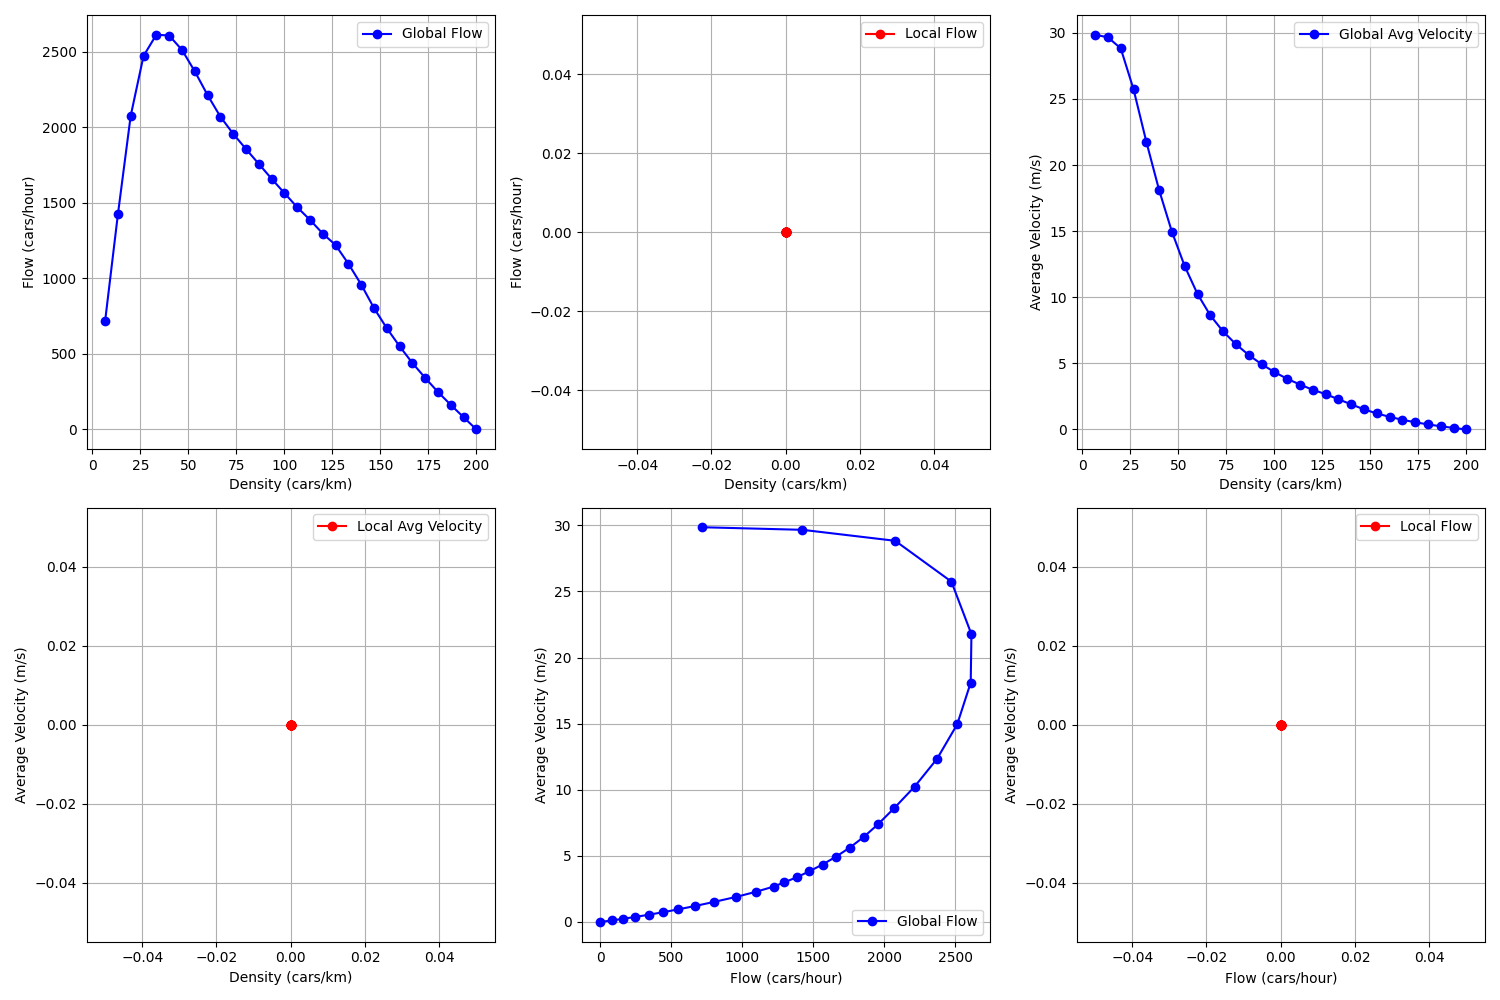 Global Flow
Flow (cars/hour)
2500
2000
1500
1000
500
0
0 25 50 75 100 125 150 175 200
Density (cars/km)
Local Flow
Flow (cars/hour)
0.04
0.02
0.00
−0.02
−0.04
−0.04 −0.02 0.00 0.02 0.04
Density (cars/km)
Global Avg Velocity
Average Velocity (m/s)
30
25
20
15
10
5
0
0 25 50 75 100 125 150 175 200
Density (cars/km)
Local Avg Velocity
Average Velocity (m/s)
0.04
0.02
0.00
−0.02
−0.04
−0.04 −0.02 0.00 0.02 0.04
Density (cars/km)
Average Velocity (m/s)
30
25
20
15
10
5
0
Global Flow
0 500 1000 1500 2000 2500
Flow (cars/hour)
Local Flow
Average Velocity (m/s)
0.04
0.02
0.00
−0.02
−0.04
−0.04 −0.02 0.00 0.02 0.04
Flow (cars/hour)